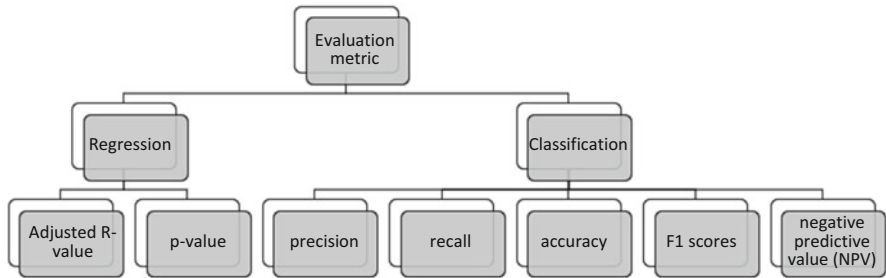 Evaluation
metric
Regression
Classification
Adjusted R-
value
p-value
precision
recall
accuracy
F1 scores
negative
predictive
value (NPV)